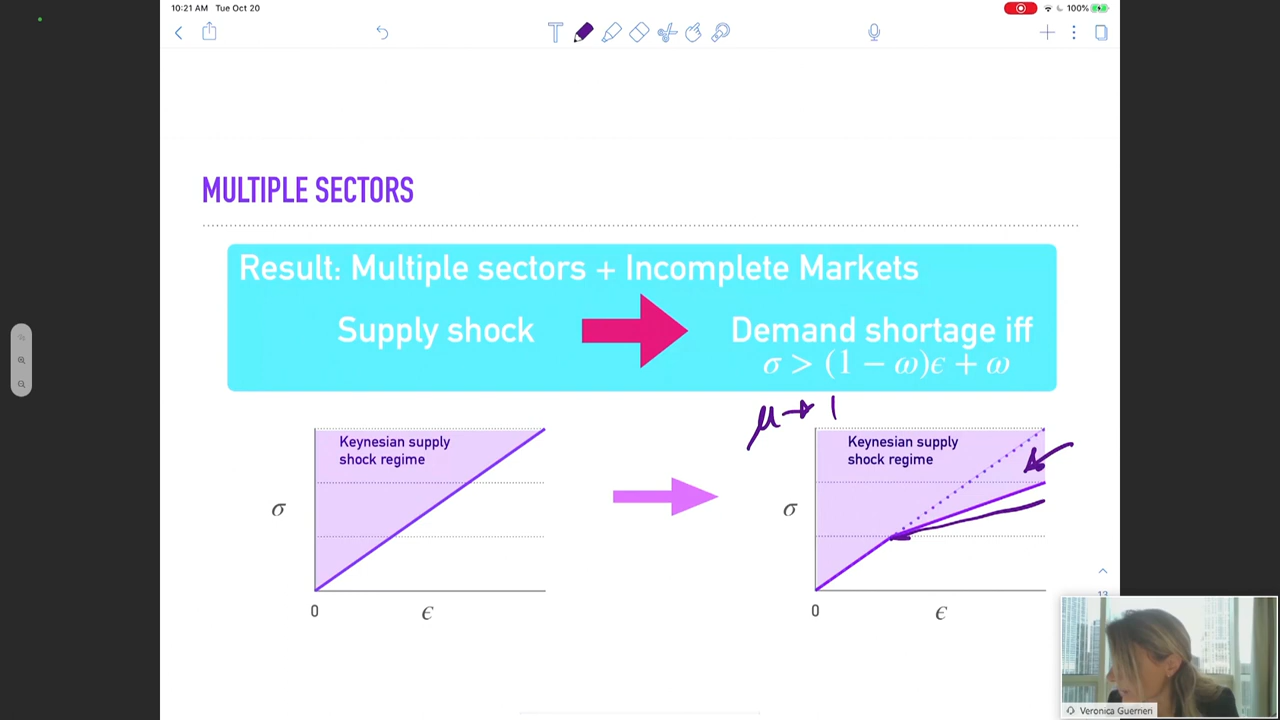 10:21 AM Tue Oct 20
100%
T
MULTIPLE SECTORS
Result: Multiple sectors + Incomplete Markets
Supply shock
Demand shortage iff
σ > (1 − ω)ϵ + ω
μ → 1
Keynesian supply
shock regime
σ
0
ϵ
Keynesian supply
shock regime
σ
0
ϵ
13
Veronica Guerrieri